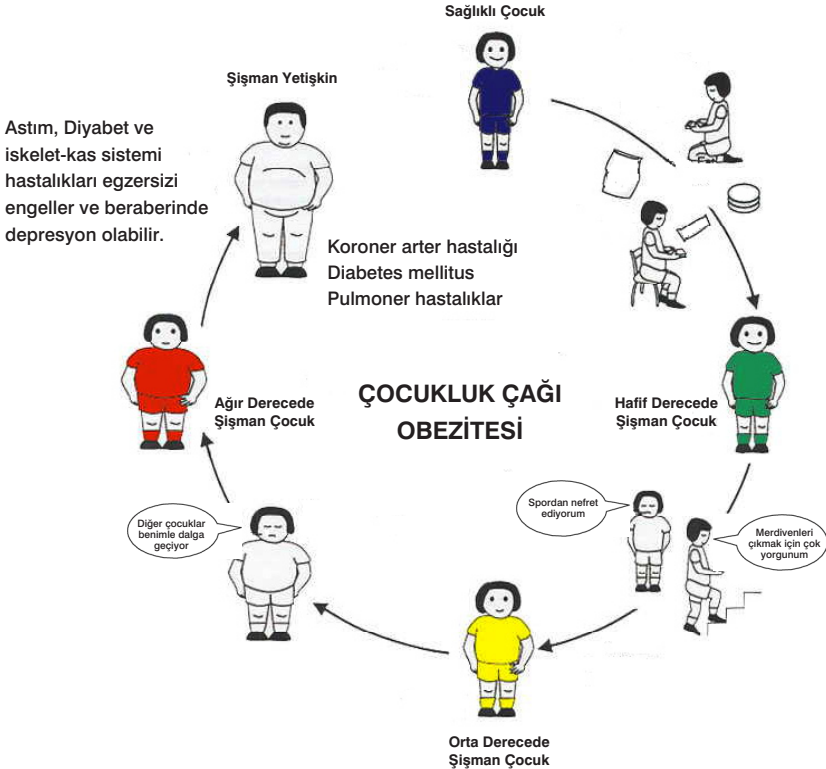 Sağlıklı Çocuk
Şişman Yetişkin
Astım, Diyabet ve
iskelet-kas sistemi
hastalıkları egzersizi
engeller ve beraberinde
depresyon olabilir.
Koroner arter hastalığı
Diabetes mellitus
Pulmoner hastalıklar
ÇOCUKLUK ÇAĞI
OBEZİTESİ
Ağır Derecede
Şişman Çocuk
Hafif Derecede
Şişman Çocuk
Diğer çocuklar
benimle dalga
geçiyor
Spordan nefret
ediyorum
Merdivenleri
çıkmak için çok
yorgunum
Orta Derecede
Şişman Çocuk